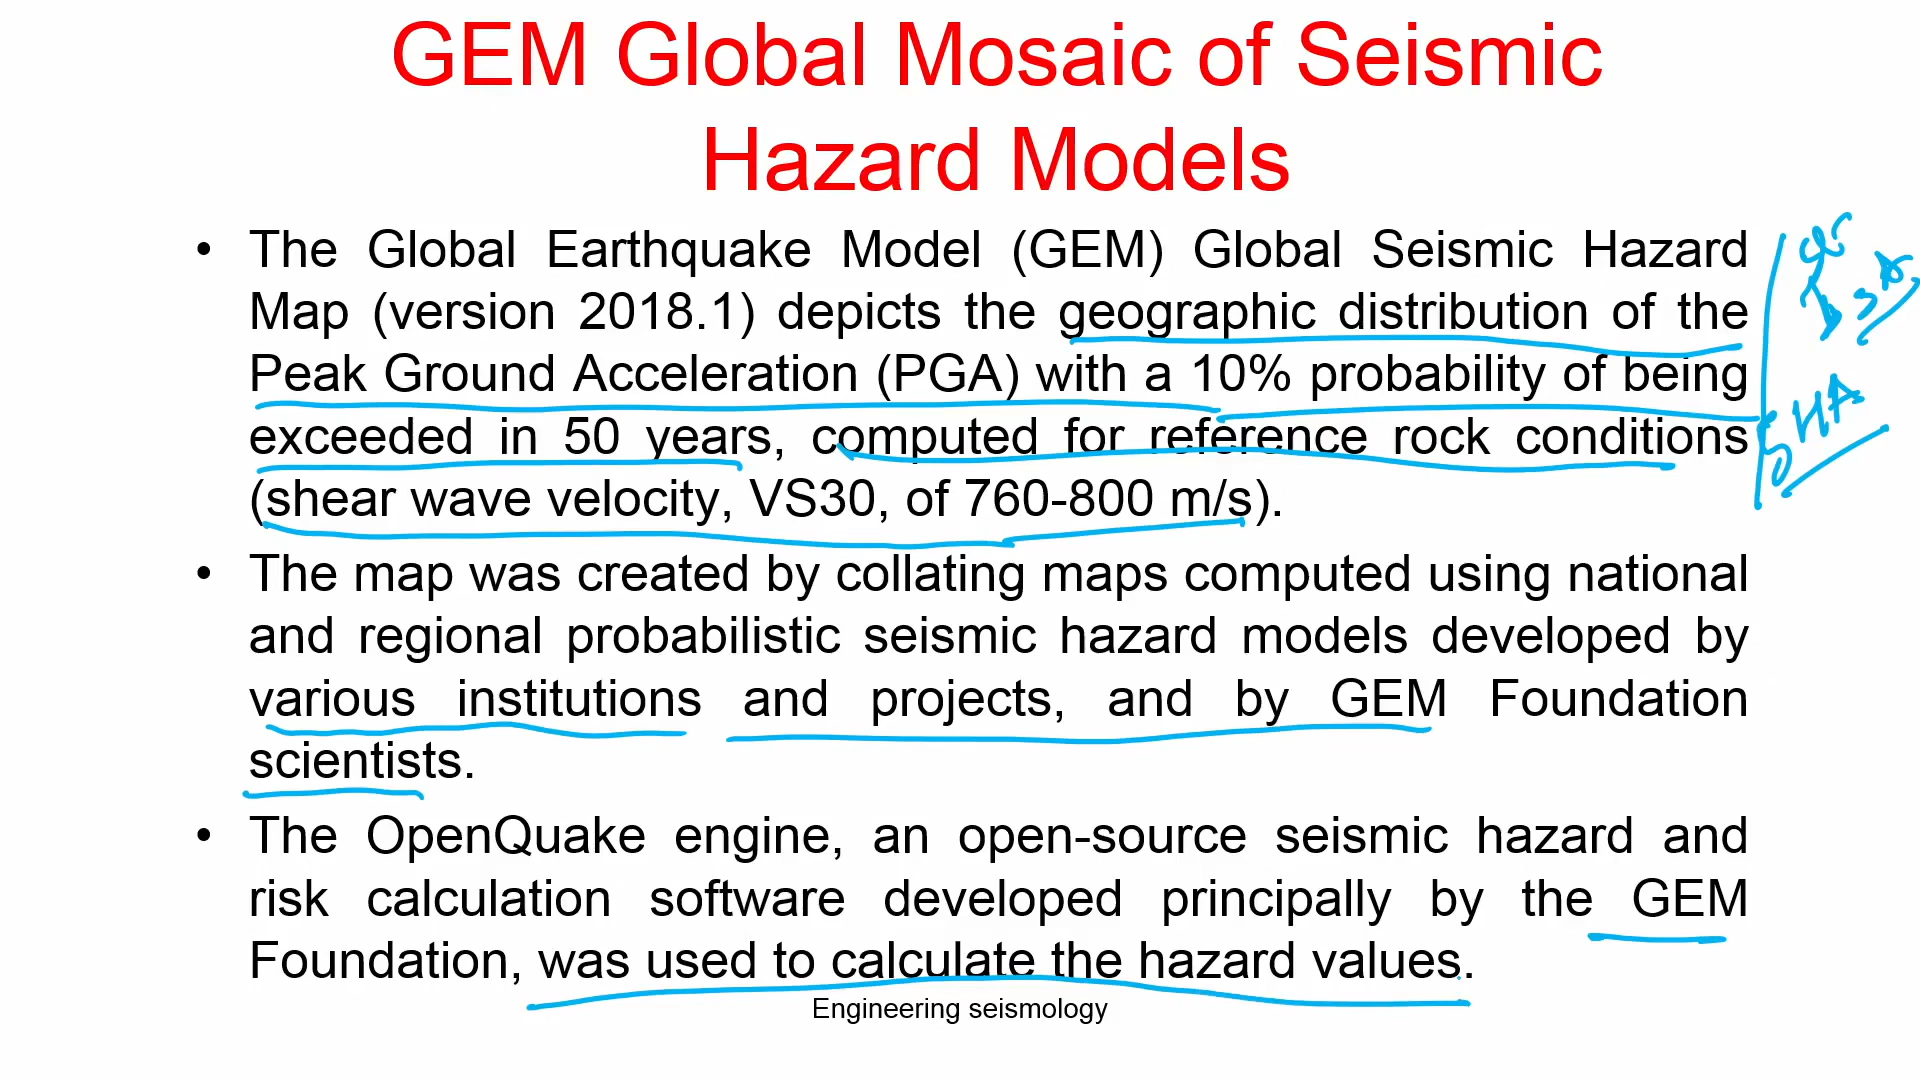 GEM Global Mosaic of Seismic
Hazard Models
• The Global Earthquake Model (GEM) Global Seismic Hazard
Map (version 2018.1) depicts the geographic distribution of the
Peak Ground Acceleration (PGA) with a 10% probability of being
exceeded in 50 years, computed for reference rock conditions
(shear wave velocity, VS30, of 760-800 m/s).
• The map was created by collating maps computed using national
and regional probabilistic seismic hazard models developed by
various institutions and projects, and by GEM Foundation
scientists.
• The OpenQuake engine, an open-source seismic hazard and
risk calculation software developed principally by the GEM
Foundation, was used to calculate the hazard values.
Engineering seismology
SHA